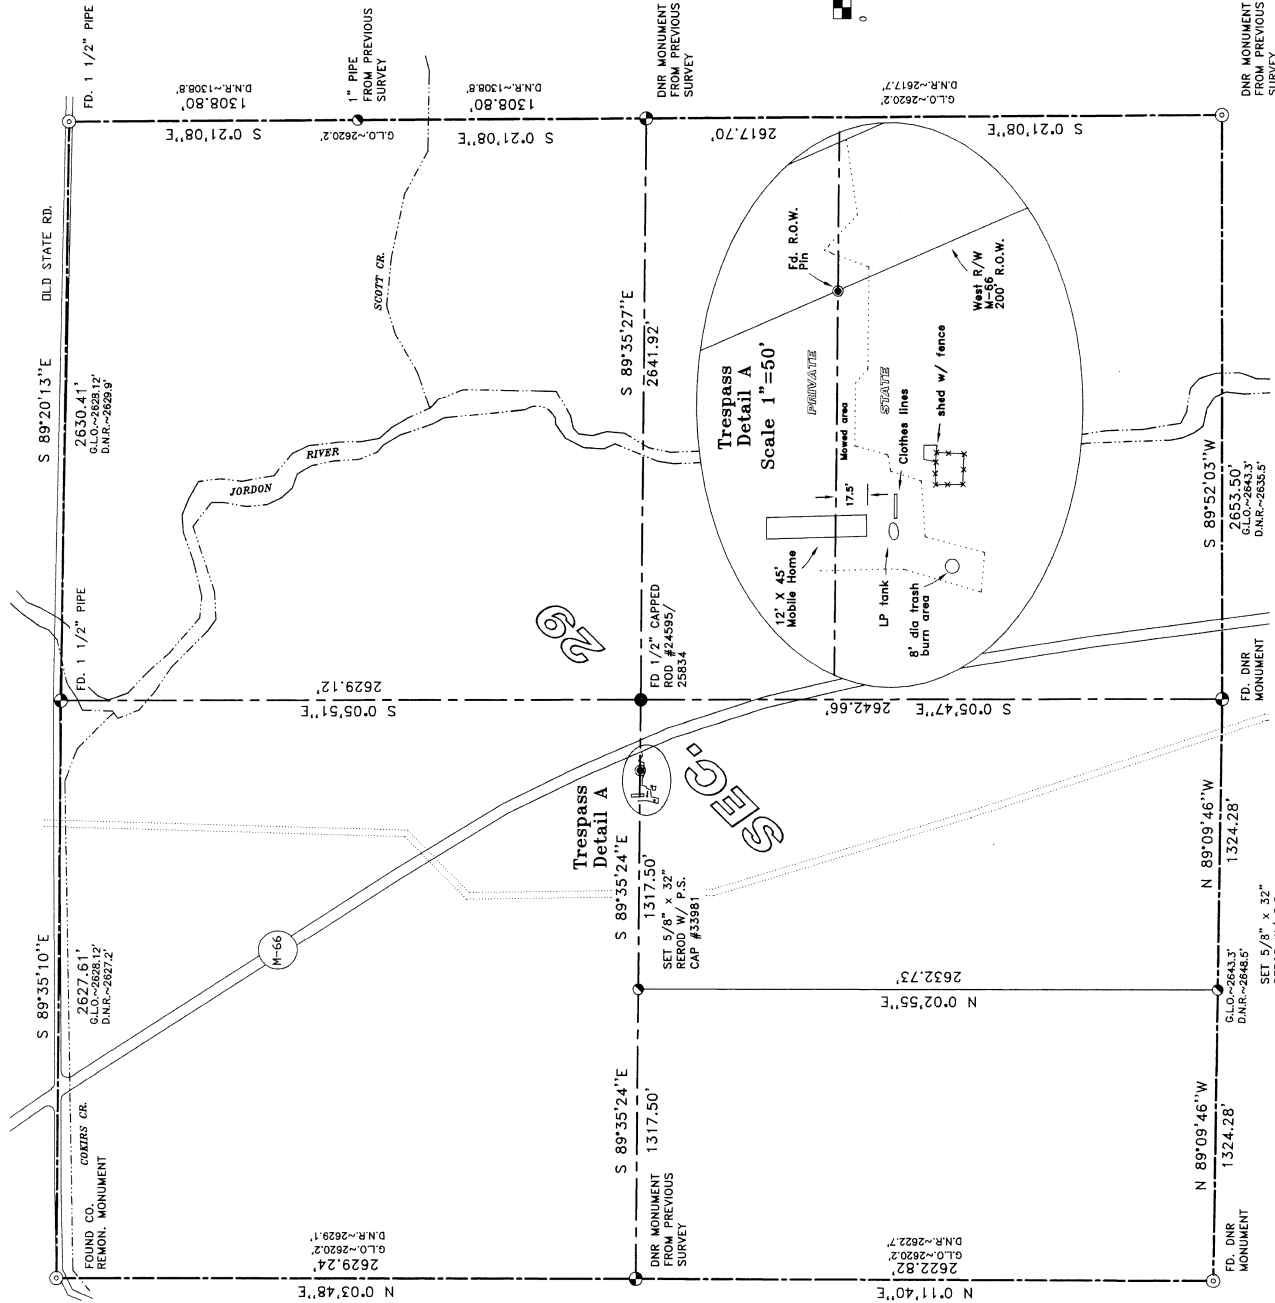 FOUND CO.
REMON. MONUMENT
COKIRS CR.
S 89°35'10''E
2627.61'
G.L.O.~2628.12'
D.N.R.~2627.2'
FD. 1 1/2" PIPE
S 89°20'13''E
2630.41'
G.L.O.~2628.12'
D.N.R.~2629.9'
OLD STATE RD.
FD. 1 1/2" PIPE
M-66
JORDON
RIVER
SCOTT CR.
S 0°21'08''E
1308.80'
D.N.R.~1308.8'
G.L.O.~2620.2'
1" PIPE
FROM PREVIOUS
SURVEY
S 0°21'08''E
1308.80'
D.N.R.~1308.8'
N 0°03'48''E
2629.24'
G.L.O.~2620.2'
D.N.R.~2629.1'
S 0°05'51''E
2629.12'
DNR MONUMENT
FROM PREVIOUS
SURVEY
S 89°35'24''E
1317.50'
S 89°35'24''E
1317.50'
SET 5/8" x 32"
REROD W/ P.S.
CAP #33981
Trespass
Detail A
FD 1/2" CAPPED
ROD #24595/
25834
S 89°35'27''E
2641.92'
DNR MONUMENT
FROM PREVIOUS
SURVEY
SEC.
29
N 0°11'40''E
2622.82'
G.L.O.~2620.2'
D.N.R.~2622.7'
N 0°02'55''E
2632.73'
S 0°05'47''E
2642.66'
Trespass
Detail A
Scale 1"=50'
PRIVATE
STATE
Mowed area
17.5'
12' X 45'
Mobile Home
LP tank
8' dia trash
burn area
Clothes lines
shed w/ fence
Fd. R.O.W.
Pin
West R/W
M-66
200' R.O.W.
2617.70'
S 0°21'08''E
G.L.O.~2620.2'
D.N.R.~2617.7'
0
FD. DNR
MONUMENT
N 89°09'46''W
1324.28'
G.L.O.~2643.3'
D.N.R.~2648.5'
SET 5/8" x 32"
N 89°09'46''W
1324.28'
FD. DNR
MONUMENT
S 89°52'03''W
2653.50'
G.L.O.~2643.3'
D.N.R.~2635.5'
DNR MONUMENT
FROM PREVIOUS
SURVEY